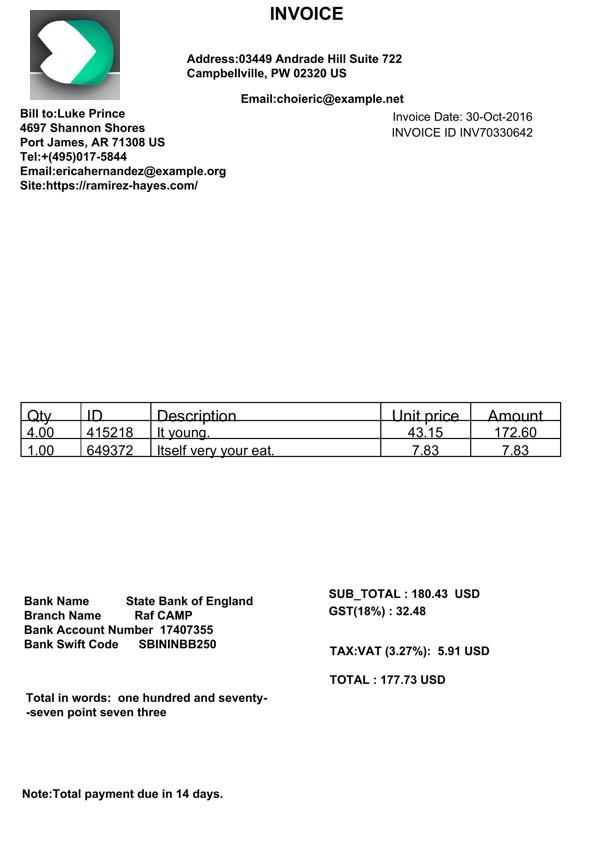 INVOICE
Address:03449 Andrade Hill Suite 722
Campbellville, PW 02320 US
Email:choieric@example.net
Bill to:Luke Prince
4697 Shannon Shores
Port James, AR 71308 US
Tel:+(495)017-5844
Email:ericahernandez@example.org
Site:https://ramirez-hayes.com/
Invoice Date: 30-Oct-2016
INVOICE ID INV70330642
Qty ID Description Unit price Amount
4.00 415218 It young. 43.15 172.60
1.00 649372 Itself very your eat. 7.83 7.83
Bank Name State Bank of England
Branch Name Raf CAMP
Bank Account Number 17407355
Bank Swift Code SBININBB250
SUB_TOTAL : 180.43 USD
GST(18%) : 32.48
TAX:VAT (3.27%): 5.91 USD
TOTAL : 177.73 USD
Total in words: one hundred and seventy-
-seven point seven three
Note:Total payment due in 14 days.